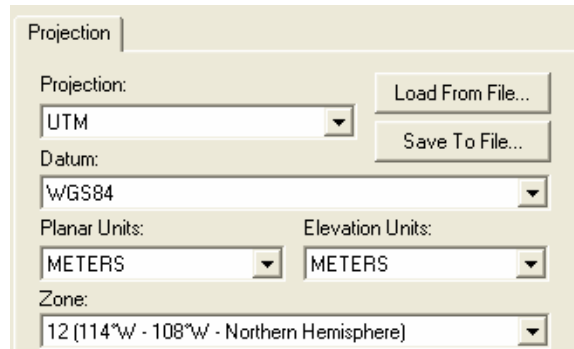 Projection
Projection:
Load From File...
UTM
Save To File...
Datum:
WGS84
Planar Units:
Elevation Units:
METERS
METERS
Zone:
12 (114°W - 108°W - Northern Hemisphere)